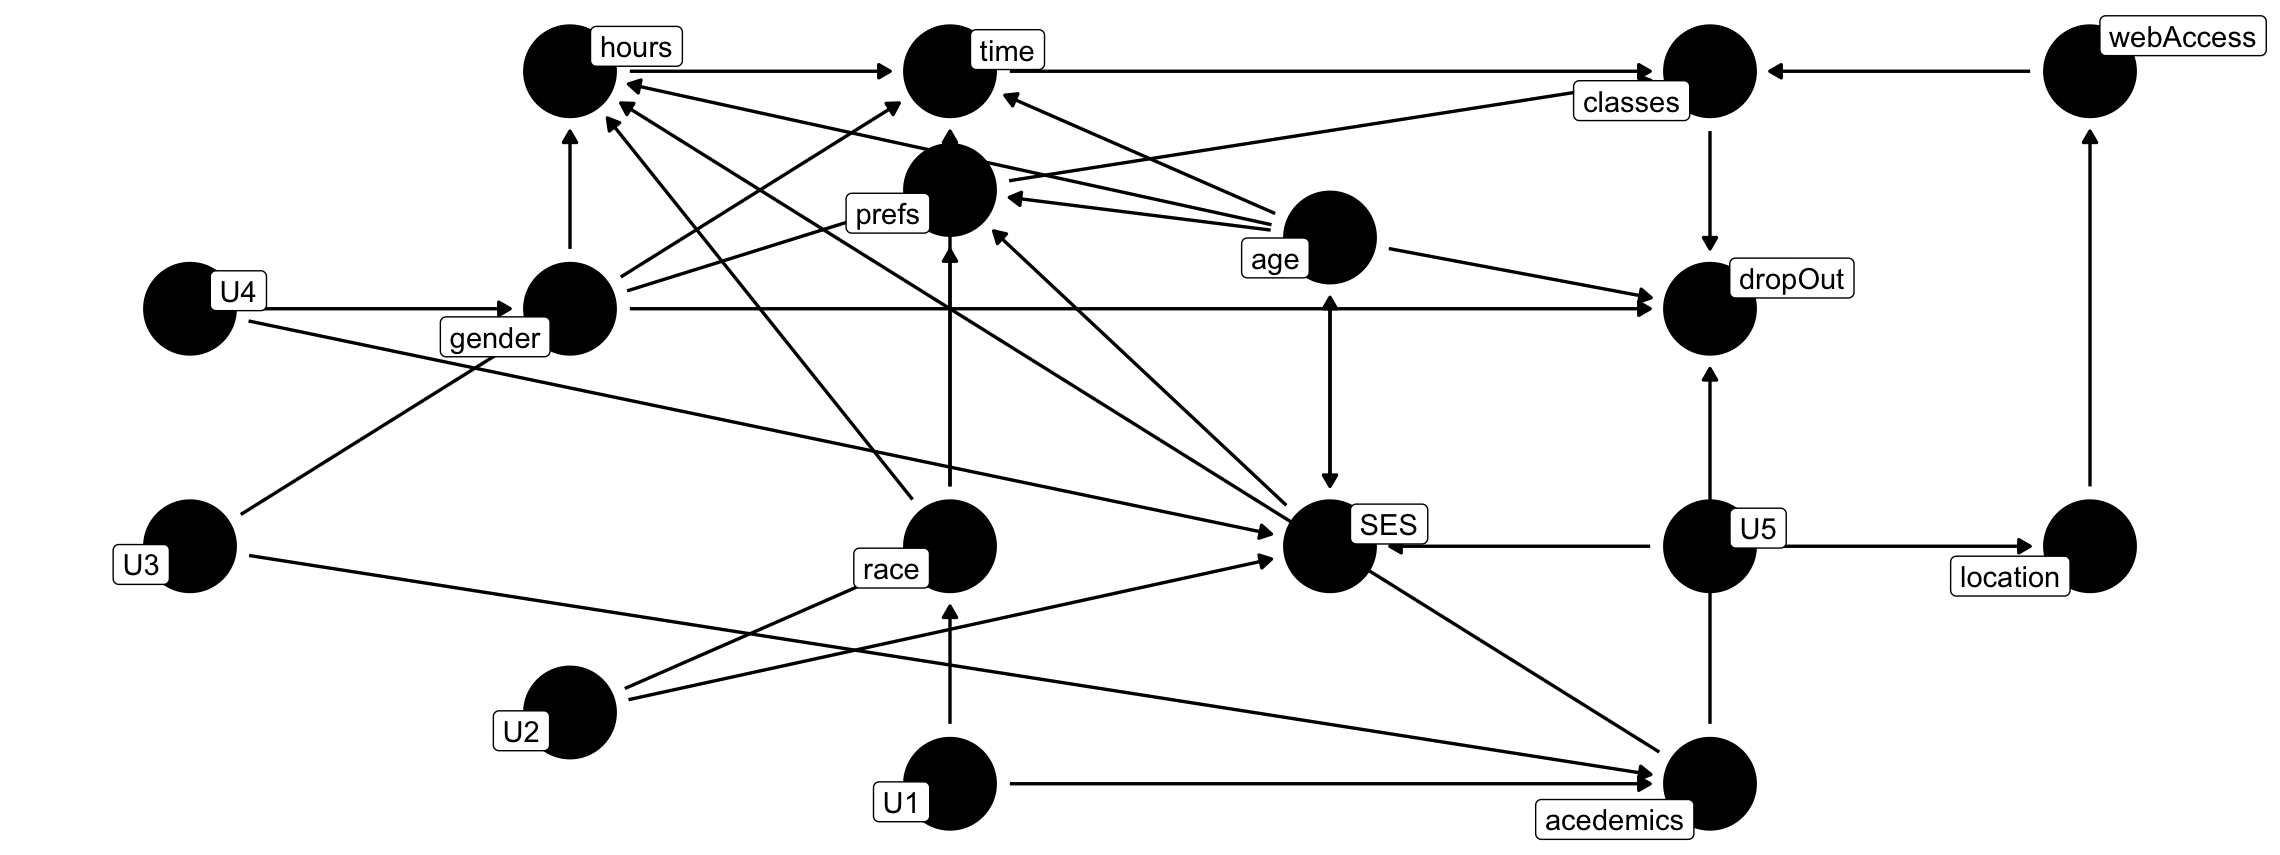 hours
time
webAccess
classes
prefs
age
dropOut
U4
gender
SES
U5
U3
race
location
U2
U1
acedemics